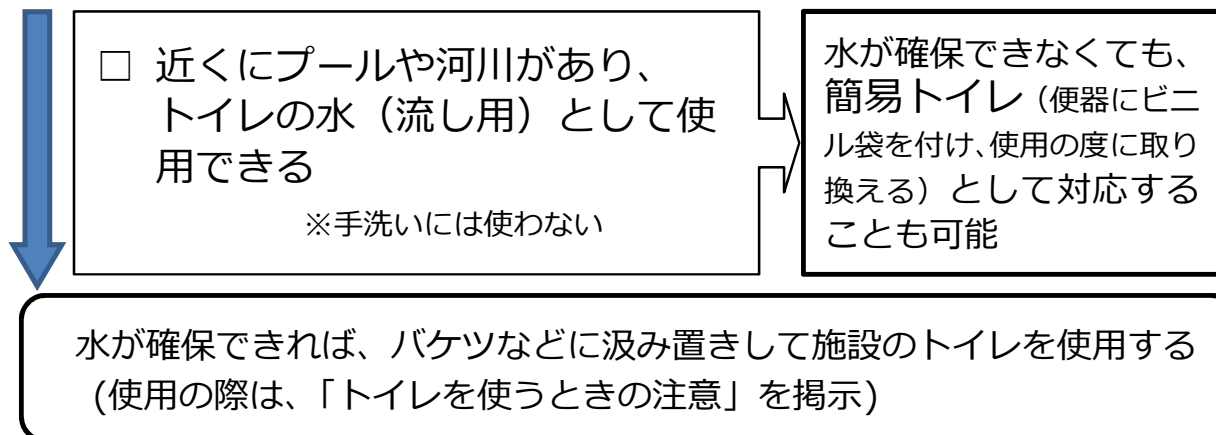 □ 近くにプールや河川があり、
トイレの水（流し用）として使
用できる
※手洗いには使わない
水が確保できなくても、
簡易トイレ（便器にビニ
ル袋を付け、使用の度に取り
換える）として対応する
ことも可能
水が確保できれば、バケツなどに汲み置きして施設のトイレを使用する
(使用の際は、「トイレを使うときの注意」を掲示)